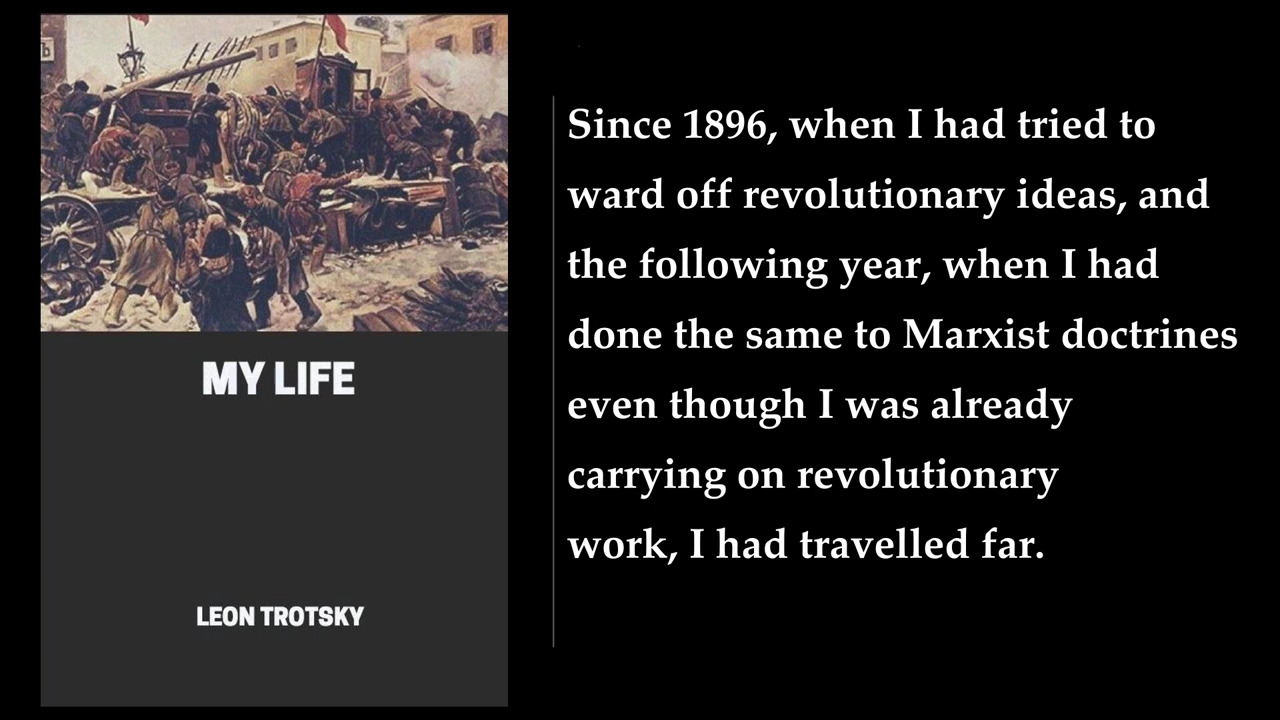 MY LIFE
LEON TROTSKY
Since 1896, when I had tried to
ward off revolutionary ideas, and
the following year, when I had
done the same to Marxist doctrines
even though I was already
carrying on revolutionary
work, I had travelled far.